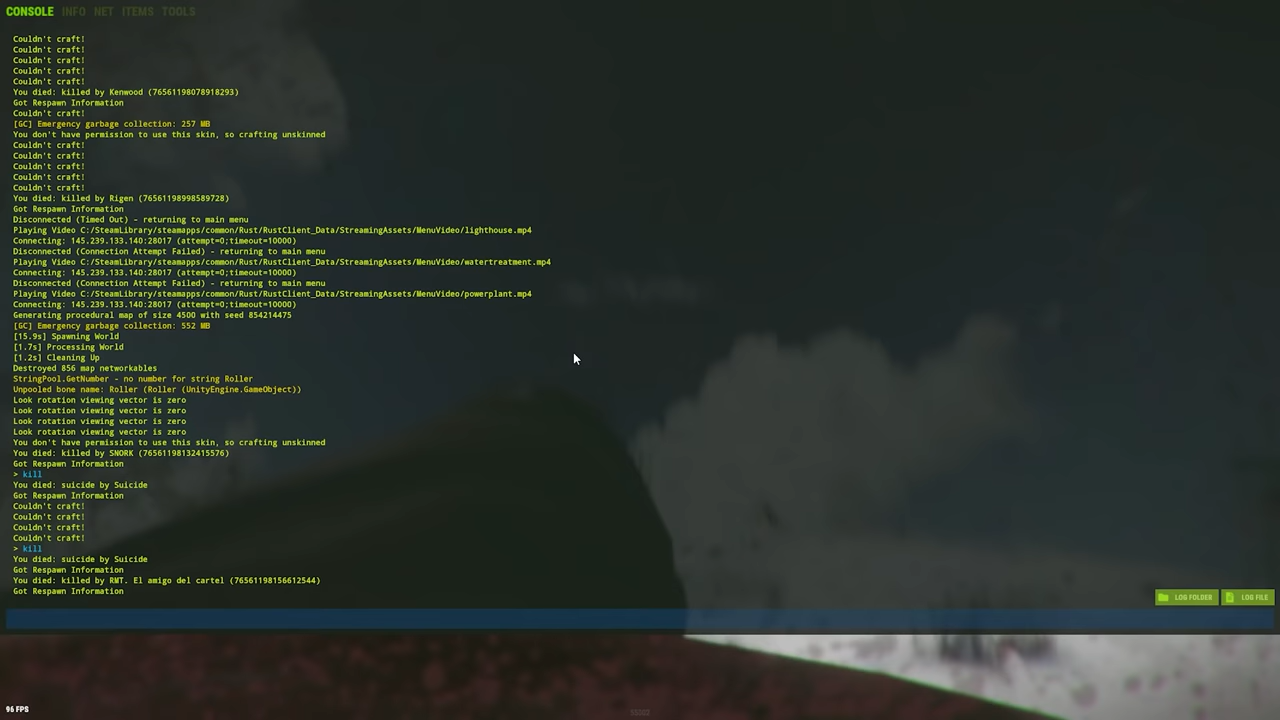 CONSOLE INFO NET ITEMS TOOLS
Couldn't craft!
Couldn't craft!
Couldn't craft!
Couldn't craft!
Couldn't craft!
You died: killed by Kenwood (76561198078918293)
Got Respawn Information
Couldn't craft!
[GC] Emergency garbage collection: 257 MB
You don't have permission to use this skin, so crafting unskinned
Couldn't craft!
Couldn't craft!
Couldn't craft!
Couldn't craft!
Couldn't craft!
You died: killed by Rigen (76561198998589728)
Got Respawn Information
Disconnected (Timed Out) - returning to main menu
Playing Video C:/SteamLibrary/steamapps/common/Rust/RustClient_Data/StreamingAssets/MenuVideo/lighthouse.mp4
Connecting: 145.239.133.140:28017 (attempt=0;timeout=10000)
Disconnected (Connection Attempt Failed) - returning to main menu
Playing Video C:/SteamLibrary/steamapps/common/Rust/RustClient_Data/StreamingAssets/MenuVideo/watertreatment.mp4
Connecting: 145.239.133.140:28017 (attempt=0;timeout=10000)
Disconnected (Connection Attempt Failed) - returning to main menu
Playing Video C:/SteamLibrary/steamapps/common/Rust/RustClient_Data/StreamingAssets/MenuVideo/powerplant.mp4
Connecting: 145.239.133.140:28017 (attempt=0;timeout=10000)
Generating procedural map of size 4500 with seed 854214475
[GC] Emergency garbage collection: 552 MB
[15.9s] Spawning World
[1.7s] Processing World
[1.2s] Cleaning Up
Destroyed 856 map networkables
StringPool.GetNumber - no number for string Roller
Unpooled bone name: Roller (Roller (UnityEngine.GameObject))
Look rotation viewing vector is zero
Look rotation viewing vector is zero
Look rotation viewing vector is zero
Look rotation viewing vector is zero
You don't have permission to use this skin, so crafting unskinned
You died: killed by SNORK (76561198132415576)
Got Respawn Information
> kill
You died: suicide by Suicide
Got Respawn Information
Couldn't craft!
Couldn't craft!
Couldn't craft!
Couldn't craft!
> kill
You died: suicide by Suicide
Got Respawn Information
You died: killed by RMT. El amigo del cartel (76561198156612544)
Got Respawn Information
LOG FOLDER LOG FILE
96 FPS